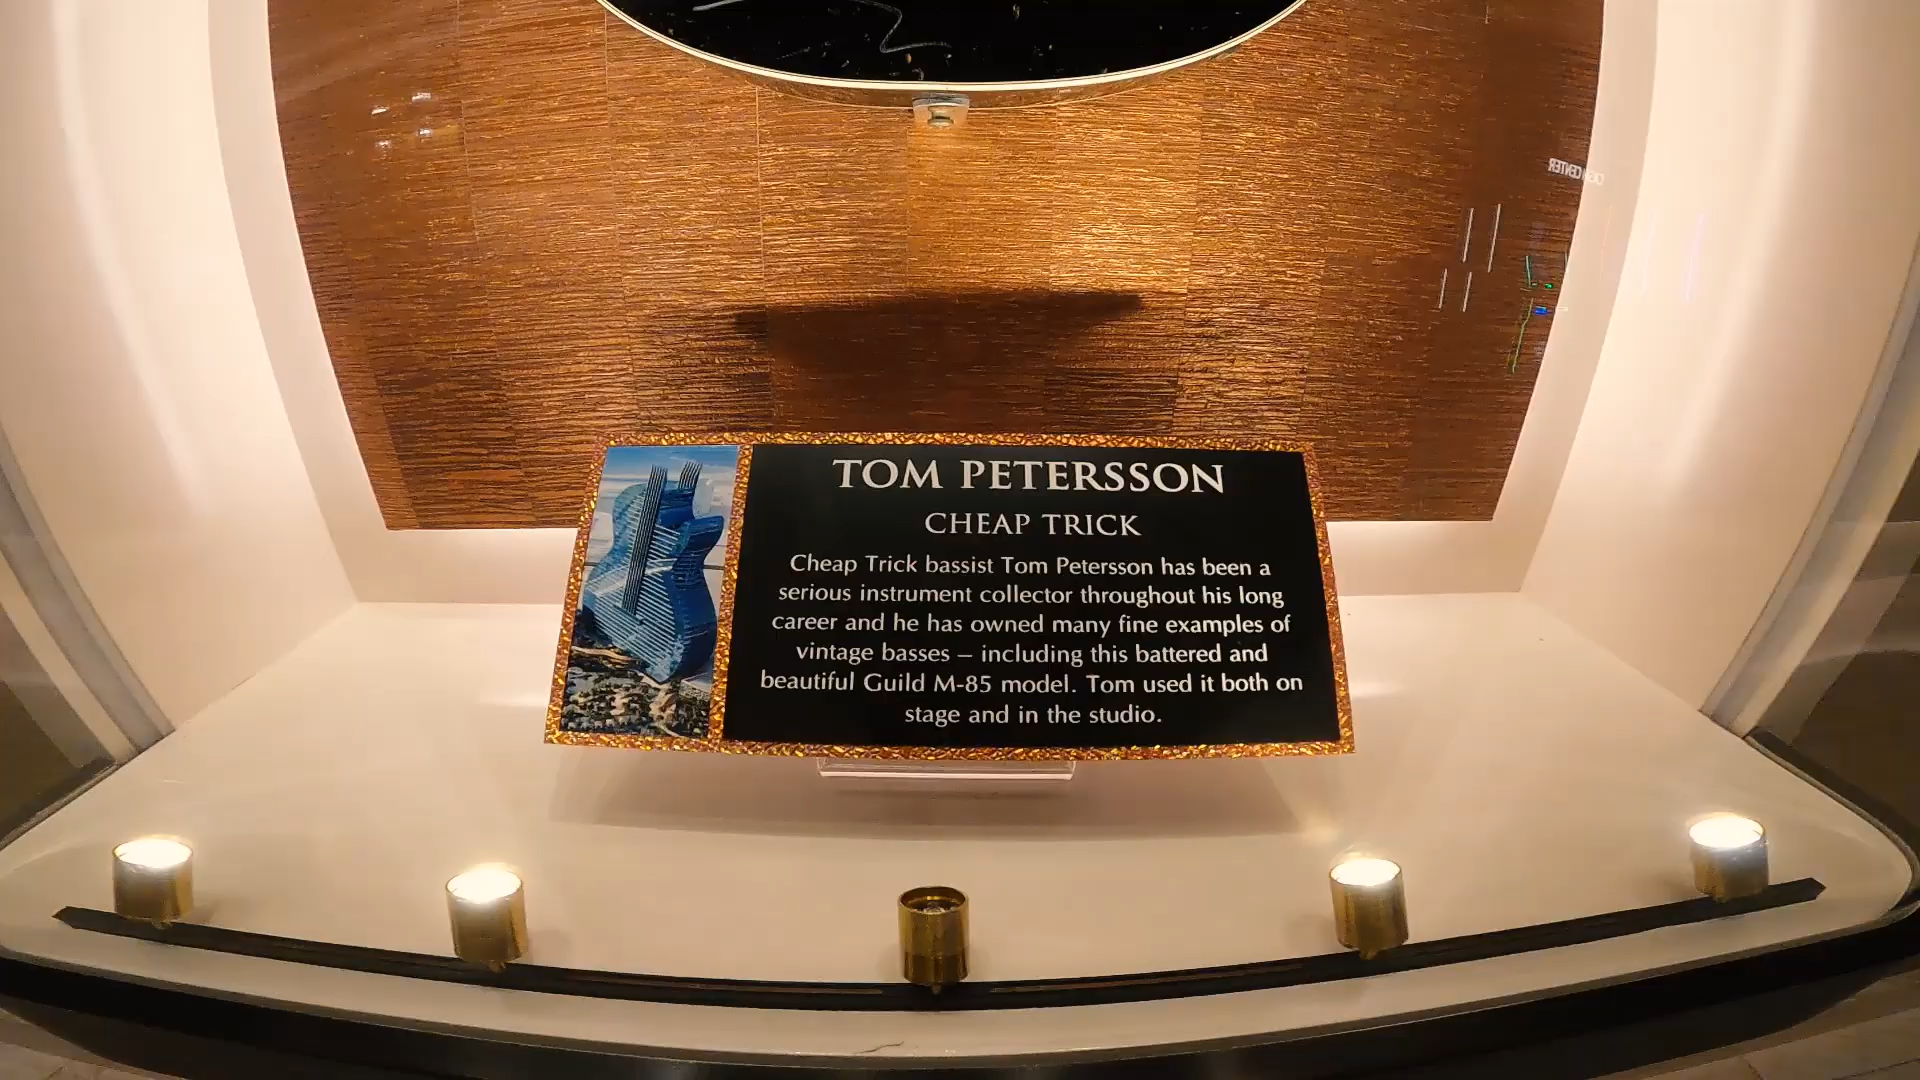 CASH CENTER
TOM PETERSSON
CHEAP TRICK
Cheap Trick bassist Tom Petersson has been a
serious instrument collector throughout his long
career and he has owned many fine examples of
vintage basses – including this battered and
beautiful Guild M-85 model. Tom used it both on
stage and in the studio.